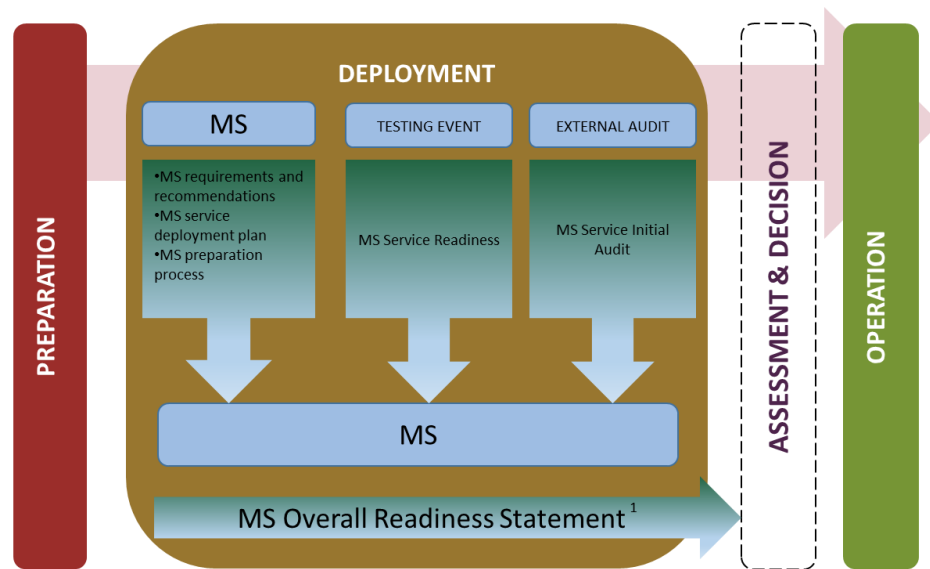 PREPARATION
DEPLOYMENT
MS
•MS requirements and
recommendations
•MS service
deployment plan
•MS preparation
process
TESTING EVENT
MS Service Readiness
EXTERNAL AUDIT
MS Service Initial
Audit
MS
MS Overall Readiness Statement 1
ASSESSMENT & DECISION
OPERATION